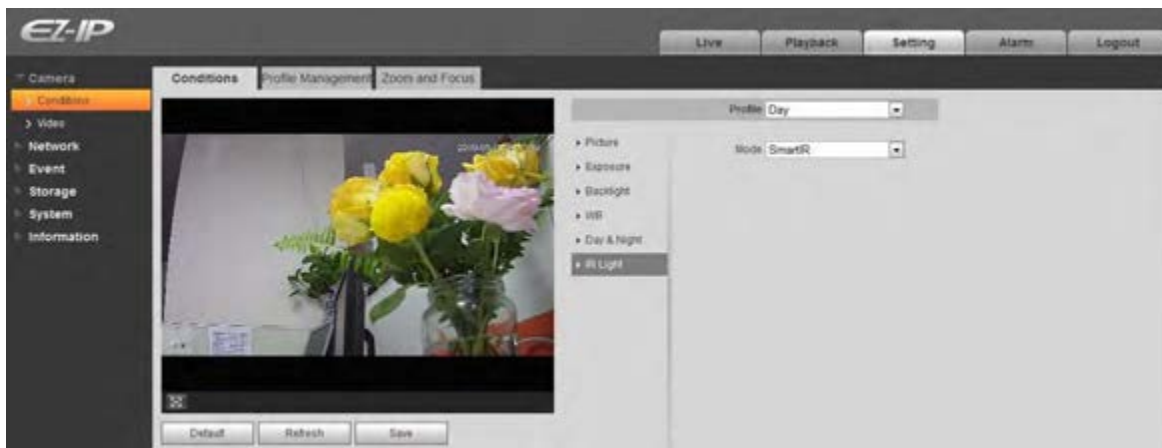 EZ-IP
Live
Playback
Setting
Alarm
Logout
Camera
Conditions
Video
Network
Event
Storage
System
Information
Conditions
Profile Management
Zoom and Focus
Default
Refresh
Save
Profile Day
Picture
Exposure
Backlight
WB
Day & Night
IR Light
Mode SmartIR